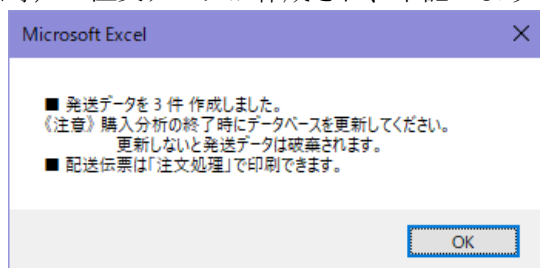 Microsoft Excel
■ 発送データを 3 件 作成しました。
《注意》 購入分析の終了時にデータベースを更新してください。
更新しないと発送データは破棄されます。
■ 配送伝票は「注文処理」で印刷できます。
OK